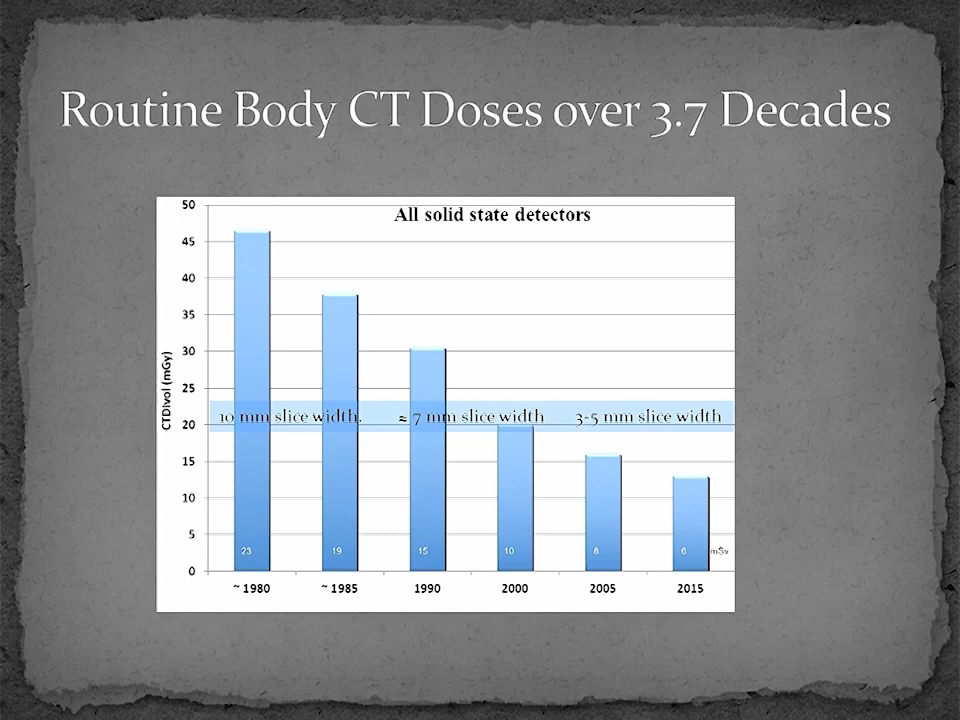 Routine Body CT Doses over 3.7 Decades
All solid state detectors
CTDIvol (mGy)
50
45
40
35
30
25
20
15
10
5
0
10 mm slice width. ≈ 7 mm slice width 3-5 mm slice width
23 19 15 10 8 6 mSv
~ 1980 ~ 1985 1990 2000 2005 2015